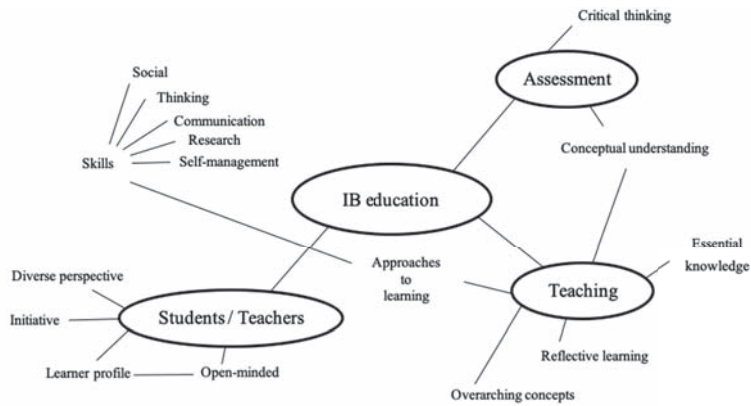 Critical thinking
Assessment
Social
Thinking
Communication
Research
Self-management
Skills
Conceptual understanding
IB education
Essential
knowledge
Approaches
to
learning
Diverse perspective
Initiative
Students / Teachers
Teaching
Learner profile
Open-minded
Reflective learning
Overarching concepts